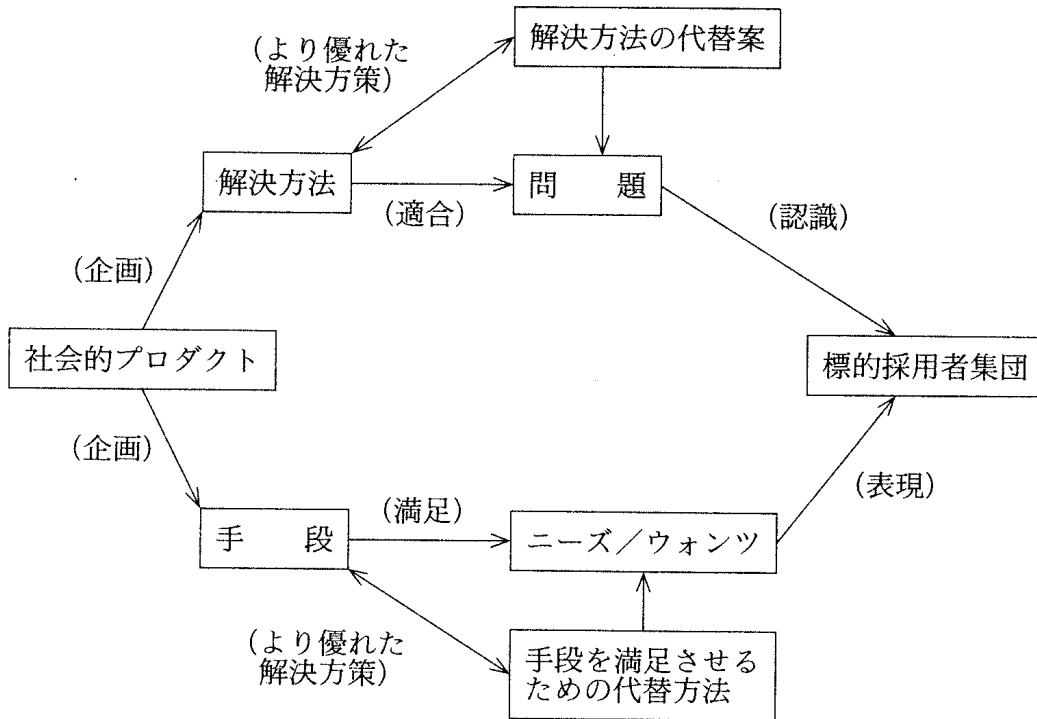 解決方法の代替案
(より優れた
解決方策)
解決方法
(適合)
問 題
(認識)
(企画)
社会的プロダクト
標的採用者集団
(企画)
(表現)
手 段
(満足)
ニーズ/ウォンツ
(より優れた
解決方策)
手段を満足させる
ための代替方法